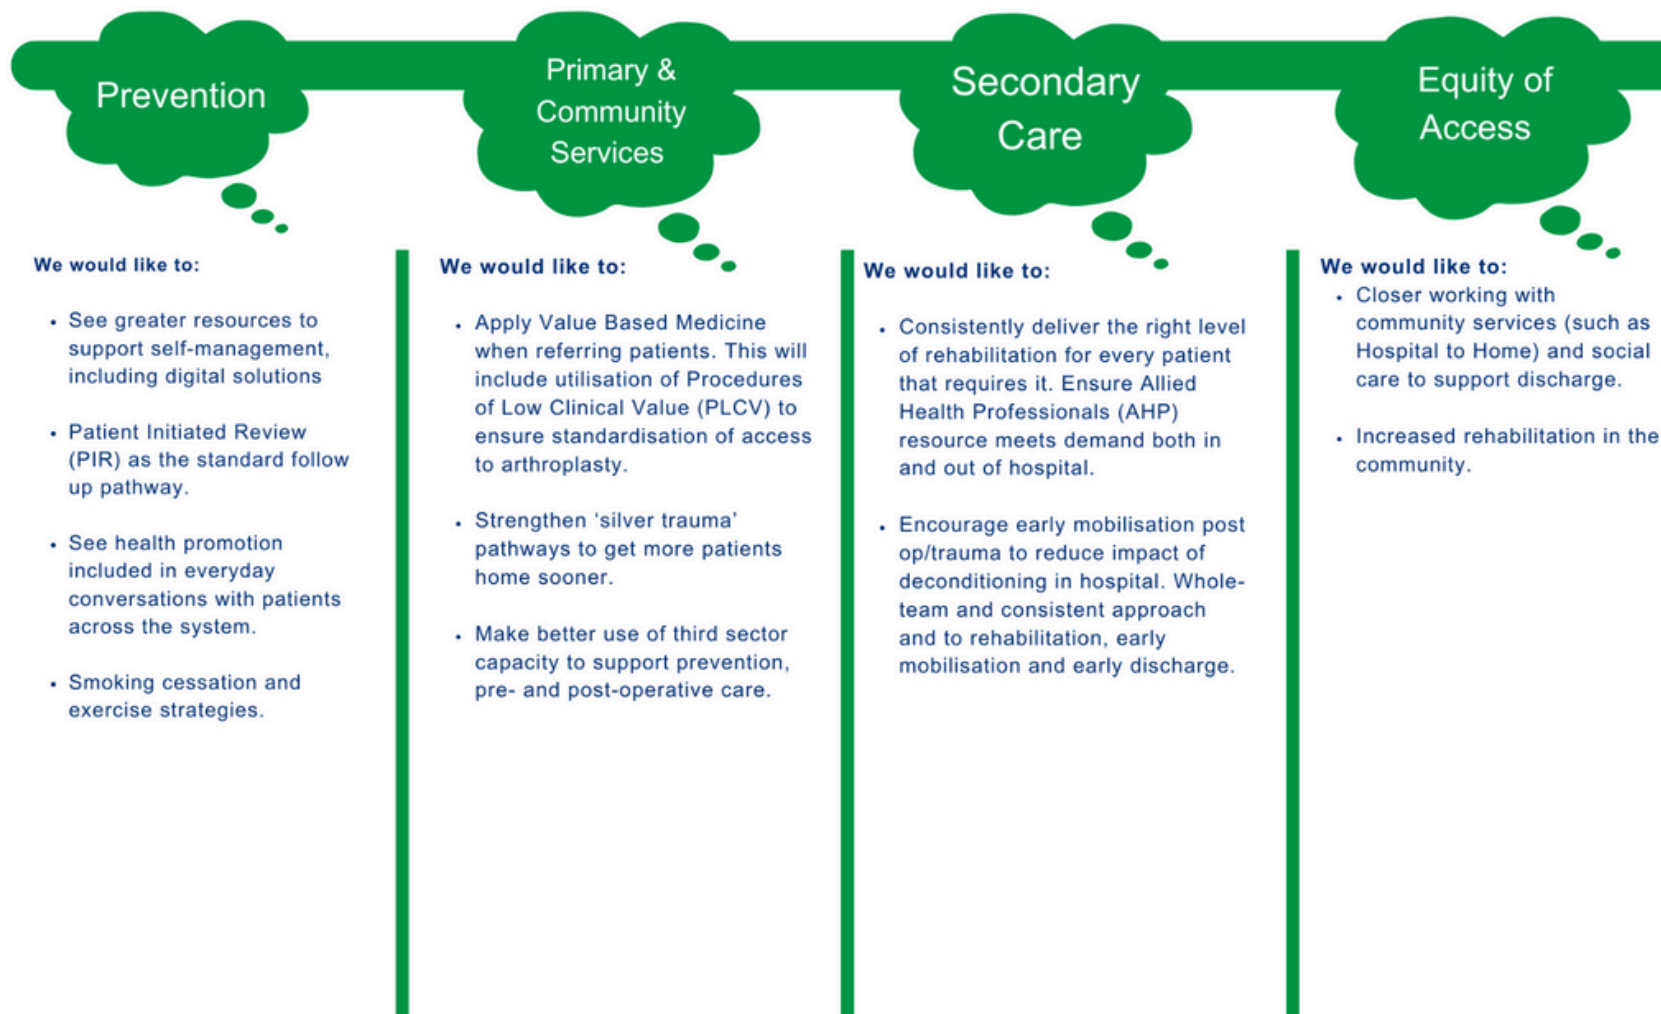 Prevention
We would like to:
• See greater resources to
support self-management,
including digital solutions
• Patient Initiated Review
(PIR) as the standard follow
up pathway.
• See health promotion
included in everyday
conversations with patients
across the system.
• Smoking cessation and
exercise strategies.
Primary &
Community
Services
We would like to:
• Apply Value Based Medicine
when referring patients. This will
include utilisation of Procedures
of Low Clinical Value (PLCV) to
ensure standardisation of access
to arthroplasty.
• Strengthen ‘silver trauma’
pathways to get more patients
home sooner.
• Make better use of third sector
capacity to support prevention,
pre- and post-operative care.
Secondary
Care
We would like to:
• Consistently deliver the right level
of rehabilitation for every patient
that requires it. Ensure Allied
Health Professionals (AHP)
resource meets demand both in
and out of hospital.
• Encourage early mobilisation post
op/trauma to reduce impact of
deconditioning in hospital. Whole-
team and consistent approach
and to rehabilitation, early
mobilisation and early discharge.
Equity of
Access
We would like to:
• Closer working with
community services (such as
Hospital to Home) and social
care to support discharge.
• Increased rehabilitation in the
community.